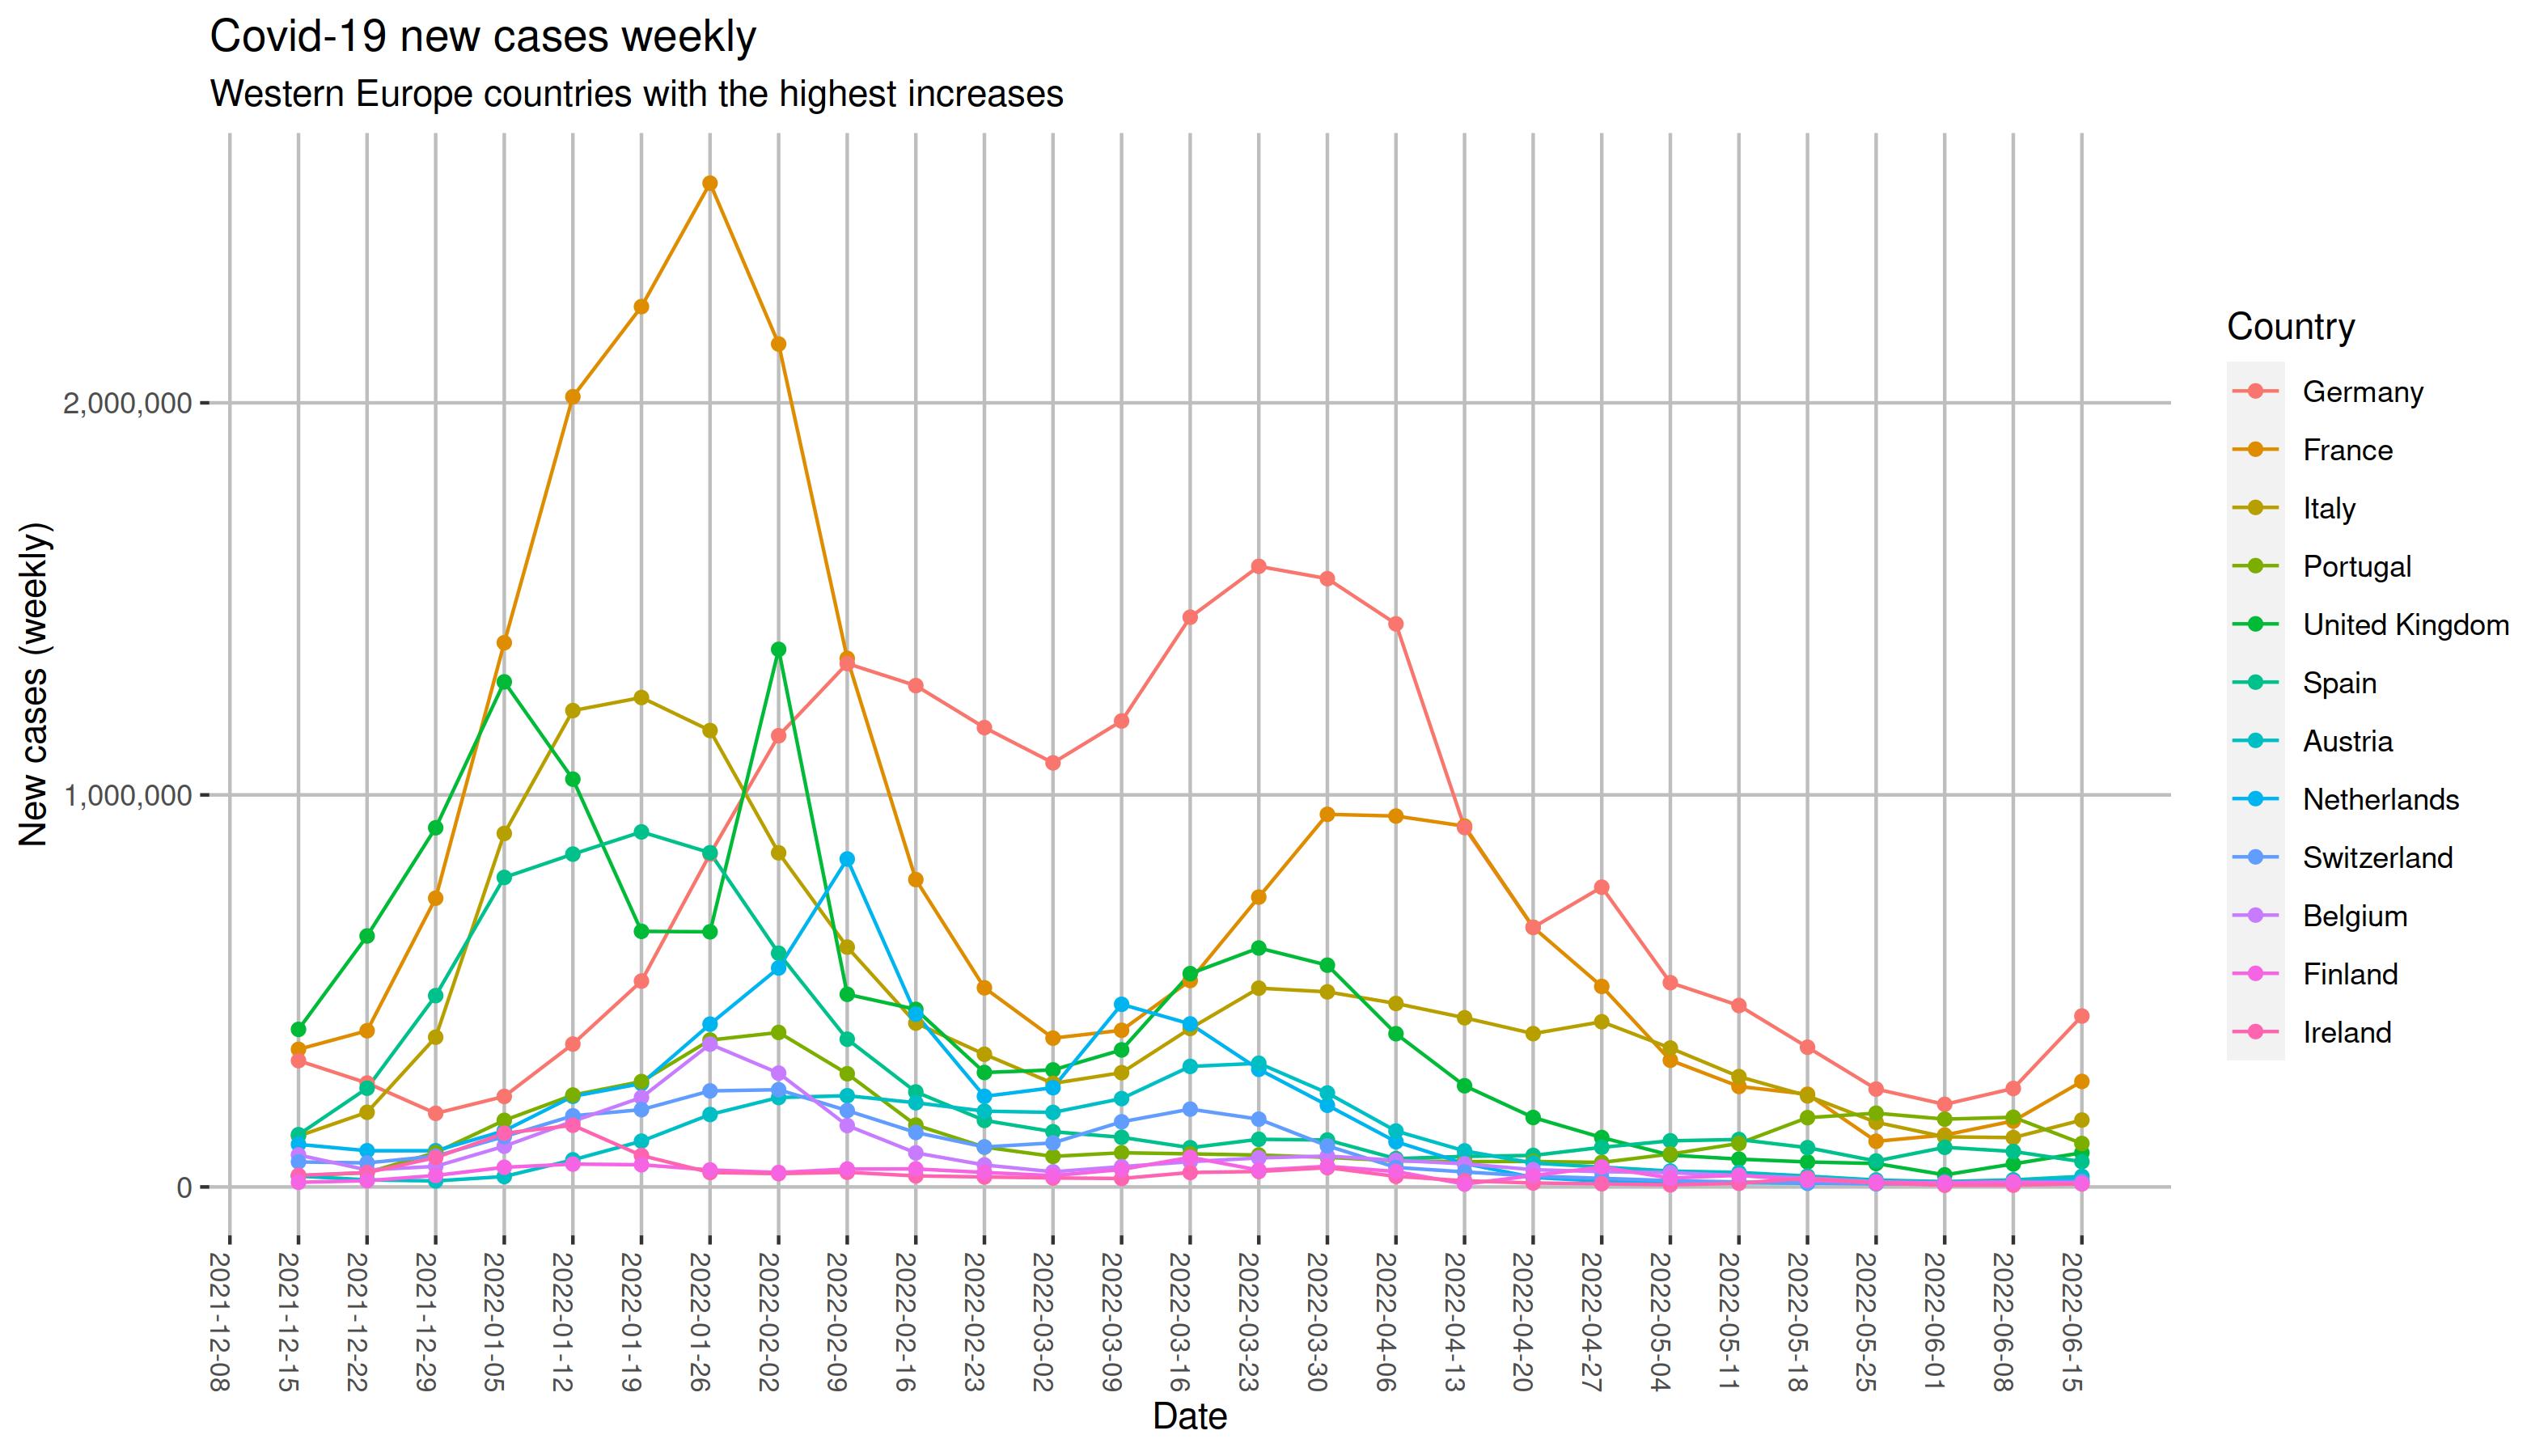 Covid-19 new cases weekly
Western Europe countries with the highest increases
New cases (weekly)
2,000,000
1,000,000
0
2021-12-08
2021-12-15
2021-12-22
2021-12-29
2022-01-05
2022-01-12
2022-01-19
2022-01-26
2022-02-02
2022-02-09
2022-02-16
2022-02-23
2022-03-02
2022-03-09
2022-03-16
2022-03-23
2022-03-30
2022-04-06
2022-04-13
2022-04-20
2022-04-27
2022-05-04
2022-05-11
2022-05-18
2022-05-25
2022-06-01
2022-06-08
2022-06-15
Date
Country
Germany
France
Italy
Portugal
United Kingdom
Spain
Austria
Netherlands
Switzerland
Belgium
Finland
Ireland